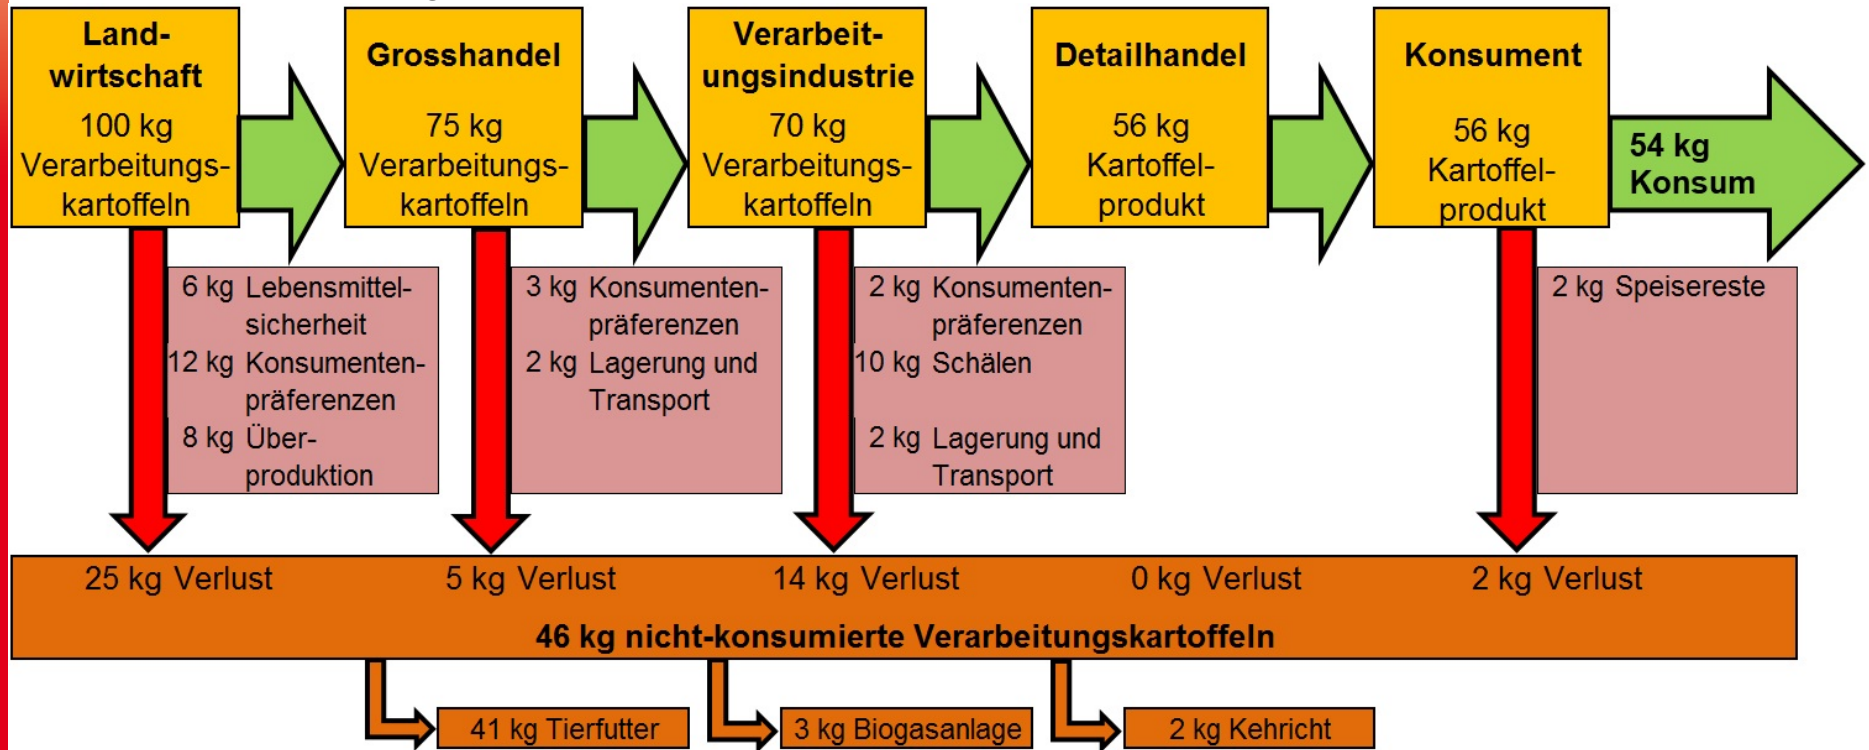 Land-
wirtschaft
100 kg
Verarbeitungs-
kartoffeln
Grosshandel
75 kg
Verarbeitungs-
kartoffeln
Verarbeit-
ungsindustrie
70 kg
Verarbeitungs-
kartoffeln
Detailhandel
56 kg
Kartoffel-
produkt
Konsument
56 kg
Kartoffel-
produkt
54 kg
Konsum
6 kg Lebensmittel-
sicherheit
12 kg Konsumenten-
präferenzen
8 kg Über-
produktion
3 kg Konsumenten-
präferenzen
2 kg Lagerung und
Transport
2 kg Konsumenten-
präferenzen
10 kg Schälen
2 kg Lagerung und
Transport
2 kg Speisereste
25 kg Verlust
5 kg Verlust
14 kg Verlust
0 kg Verlust
2 kg Verlust
46 kg nicht-konsumierte Verarbeitungskartoffeln
41 kg Tierfutter
3 kg Biogasanlage
2 kg Kehricht